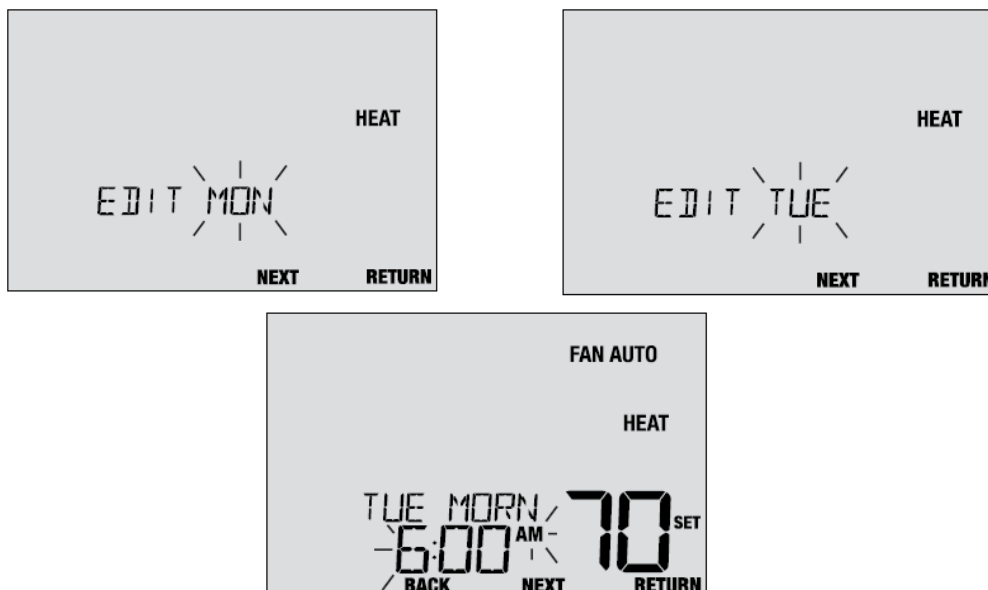 HEAT
EDIT MON
NEXT RETURN
HEAT
EDIT TUE
NEXT RETURN
FAN AUTO
HEAT
TUE MORN
6:00 AM 70 SET
BACK NEXT RETURN